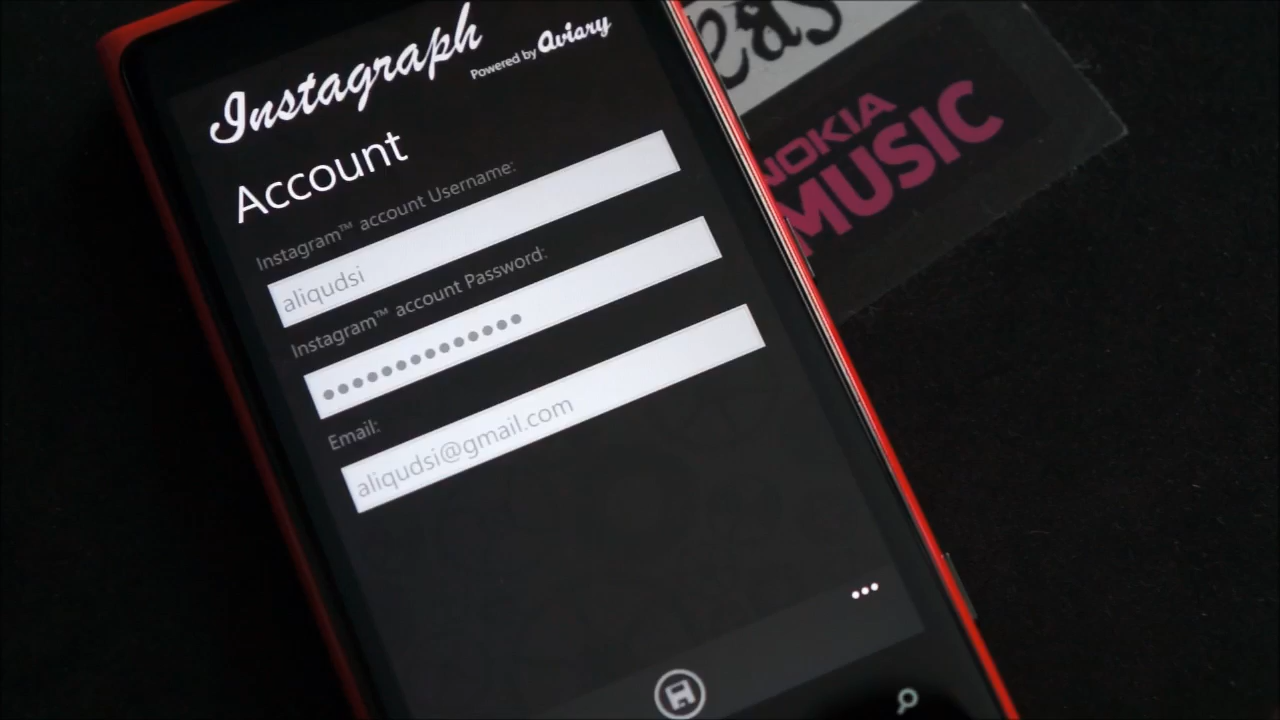 Instagraph
Powered by Aviary
Account
Instagram™ account Username:
aliqudsi
Instagram™ account Password:
●●●●●●●●●●●●●●
Email:
aliqudsi@gmail.com
...
NOKIA
MUSIC